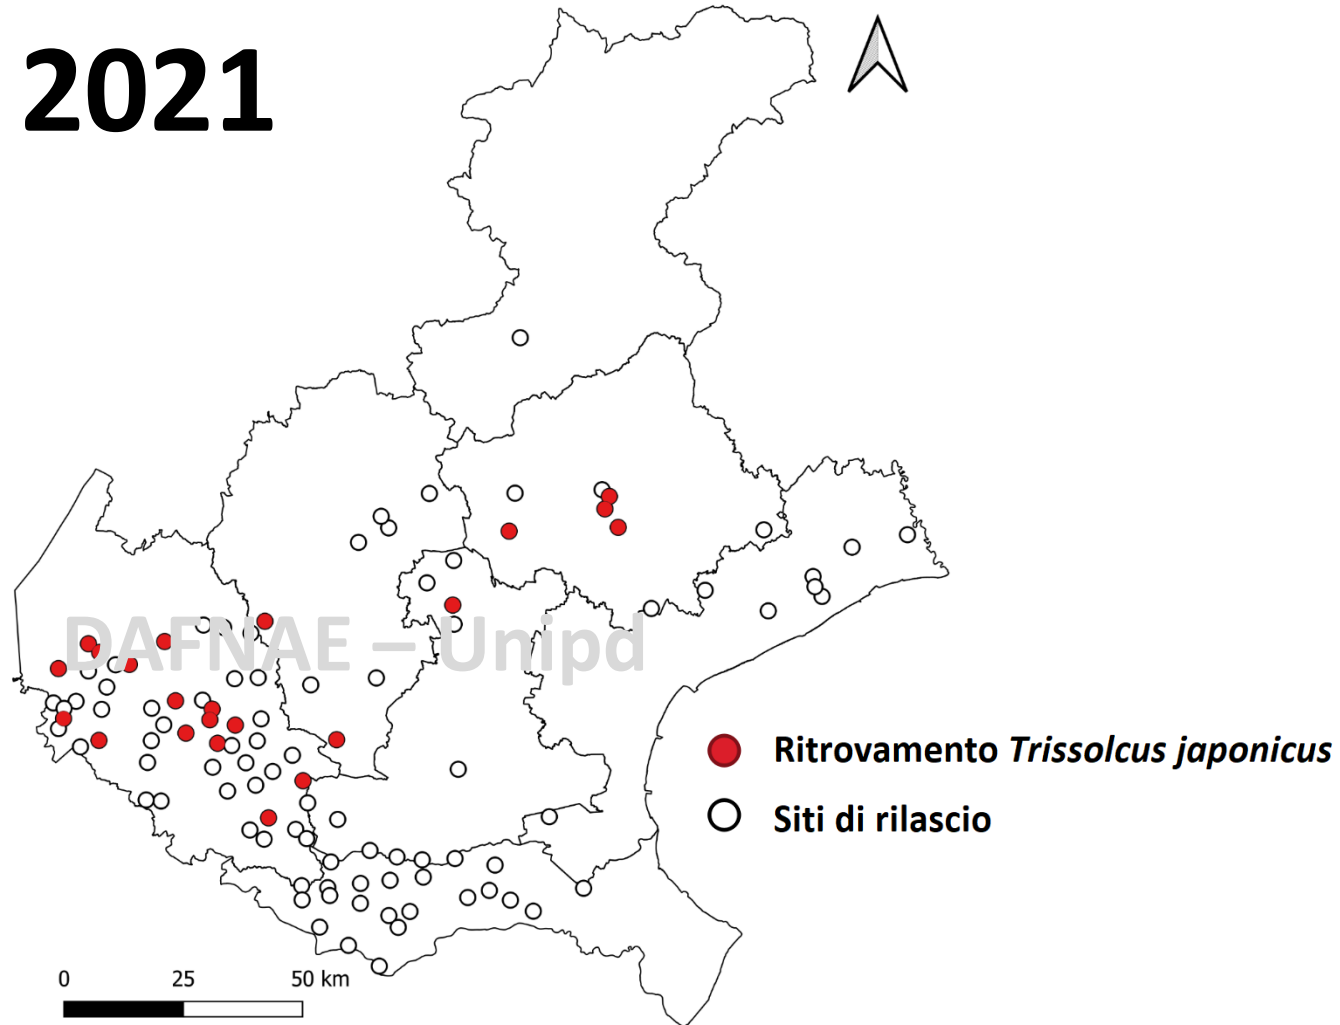 2021
DAFNAE – Unipd
Ritrovamento Trissolcus japonicus
Siti di rilascio
0 25 50 km